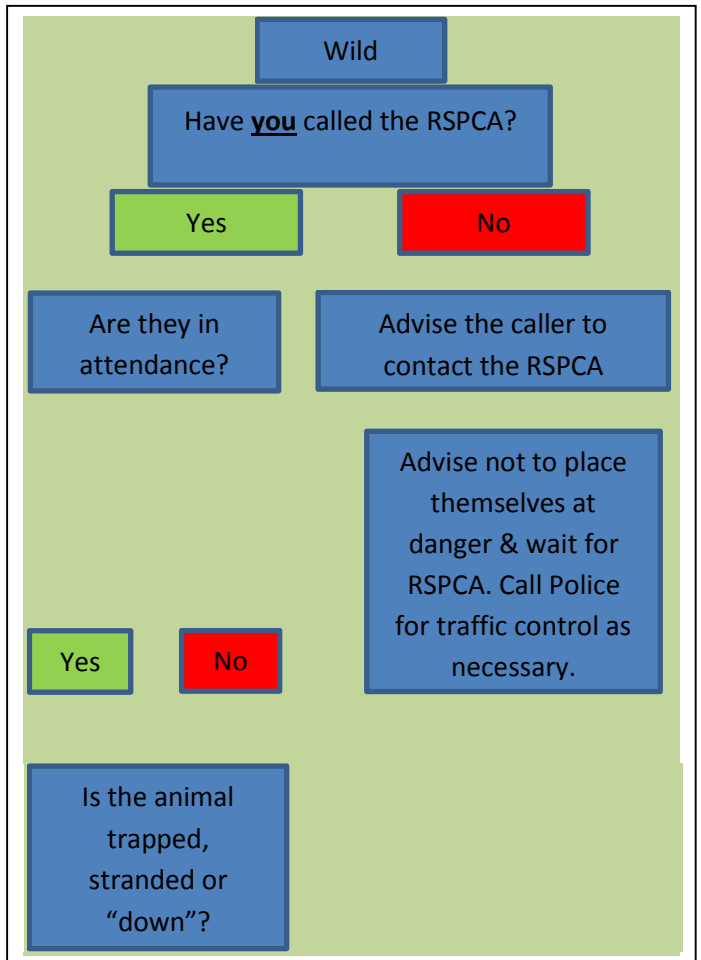 Wild
Have you called the RSPCA?
Yes
No
Are they in
attendance?
Advise the caller to
contact the RSPCA
Advise not to place
themselves at
danger & wait for
RSPCA. Call Police
for traffic control as
necessary.
Yes
No
Is the animal
trapped,
stranded or
“down”?